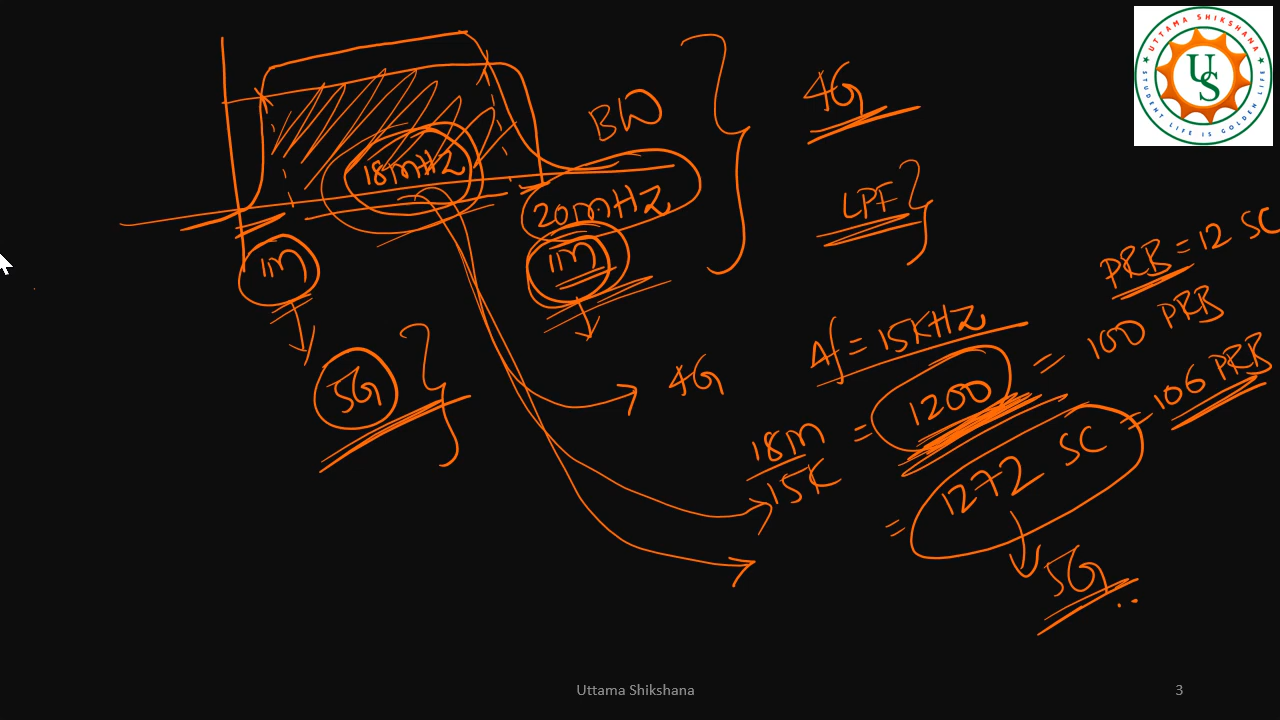 UTTAMA SHIKSHANA
US
STUDENT LIFE IS GOLDEN LIFE
4G
BW
18MHZ
LPF
20MHZ
PRB = 12 SC
1M
1M
Δf = 15KHZ
5G
4G
18M
15K
= 1200 = 100 PRB
= 1272 SC = 106 PRB
5G
Uttama Shikshana
3